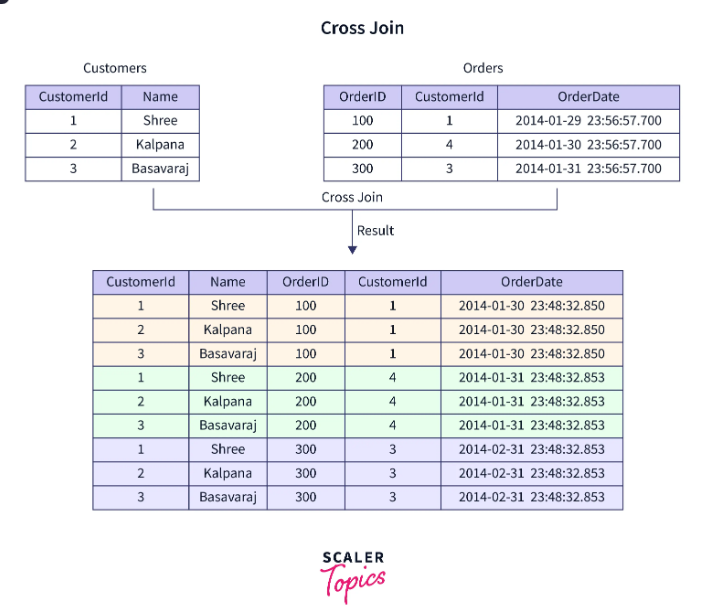 Cross Join
Customers
Orders
CustomerId Name
1 Shree
2 Kalpana
3 Basavaraj
OrderID CustomerId OrderDate
100 1 2014-01-29 23:56:57.700
200 4 2014-01-30 23:56:57.700
300 3 2014-01-31 23:56:57.700
Cross Join
Result
CustomerId Name OrderID CustomerId OrderDate
1 Shree 100 1 2014-01-30 23:48:32.850
2 Kalpana 100 1 2014-01-30 23:48:32.850
3 Basavaraj 100 1 2014-01-30 23:48:32.850
1 Shree 200 4 2014-01-31 23:48:32.853
2 Kalpana 200 4 2014-01-31 23:48:32.853
3 Basavaraj 200 4 2014-01-31 23:48:32.853
1 Shree 300 3 2014-02-31 23:48:32.853
2 Kalpana 300 3 2014-02-31 23:48:32.853
3 Basavaraj 300 3 2014-02-31 23:48:32.853
SCALER
Topics